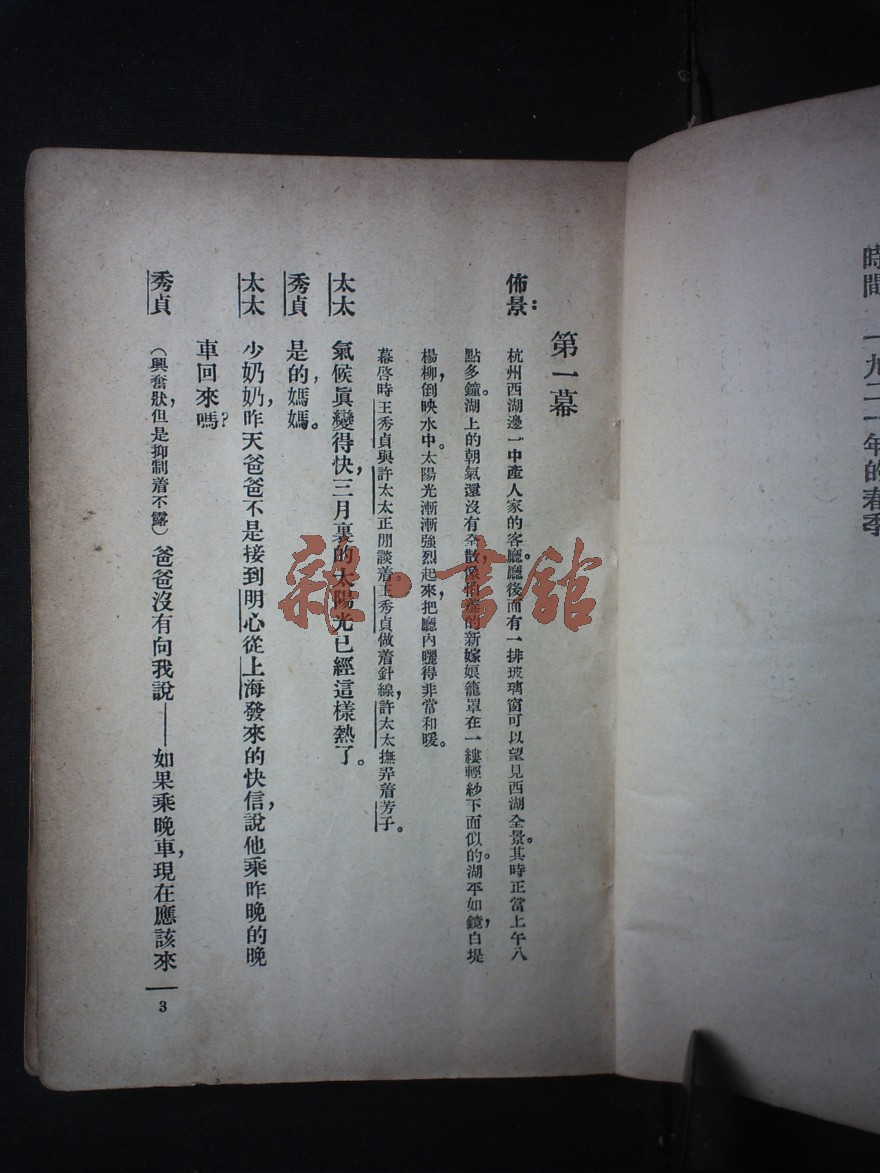 時間 一九二一年的春季
第一幕
佈景：杭州西湖邊一中產人家的客廳。廳後面有一排玻璃窗可以望見西湖全景。其時正當上午八
點多鐘。湖上的朝氣還沒有全散，像怕羞的新嫁娘籠罩在一縷輕紗下面似的。湖平如鏡，白堤
楊柳，倒映水中。太陽光漸漸強烈起來，把廳內曬得非常和暖。
幕啓時王秀貞與許太太正閒談着。王秀貞做着針線，許太太撫弄着芳子。
太太 氣候眞變得快，三月裏的太陽光已經這樣熱了。
秀貞 是的，媽媽。
太太 少奶奶，昨天爸爸不是接到明心從上海發來的快信，說他乘昨晚的晚
車回來嗎？
秀貞 （興奮狀，但是抑制着不露）爸爸沒有向我說——如果乘晚車，現在應該來
3
雜·書館